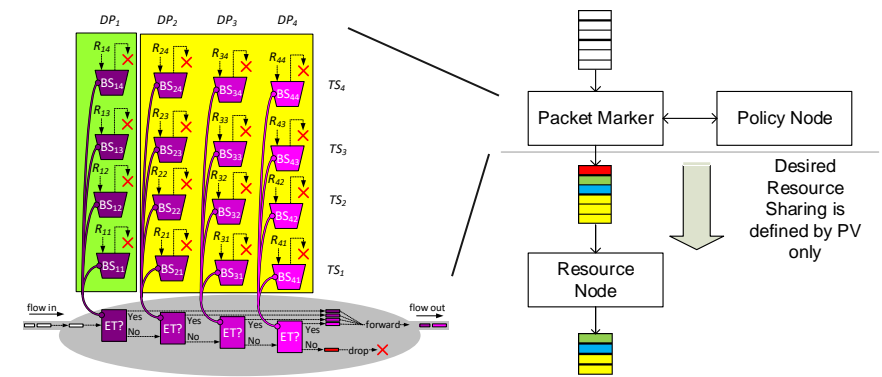 DP1 DP2 DP3 DP4
R14 R24 R34 R44
BS14 BS24 BS34 BS44 TS4
R13 R23 R33 R43
BS13 BS23 BS33 BS43 TS3
R12 R22 R32 R42
BS12 BS22 BS32 BS42 TS2
R11 R21 R31 R41
BS11 BS21 BS31 BS41 TS1
flow in
ET? Yes No
ET? Yes No
ET? Yes No
ET? Yes No
forward
drop
flow out
Packet Marker
Policy Node
Desired
Resource
Sharing is
defined by PV
only
Resource
Node